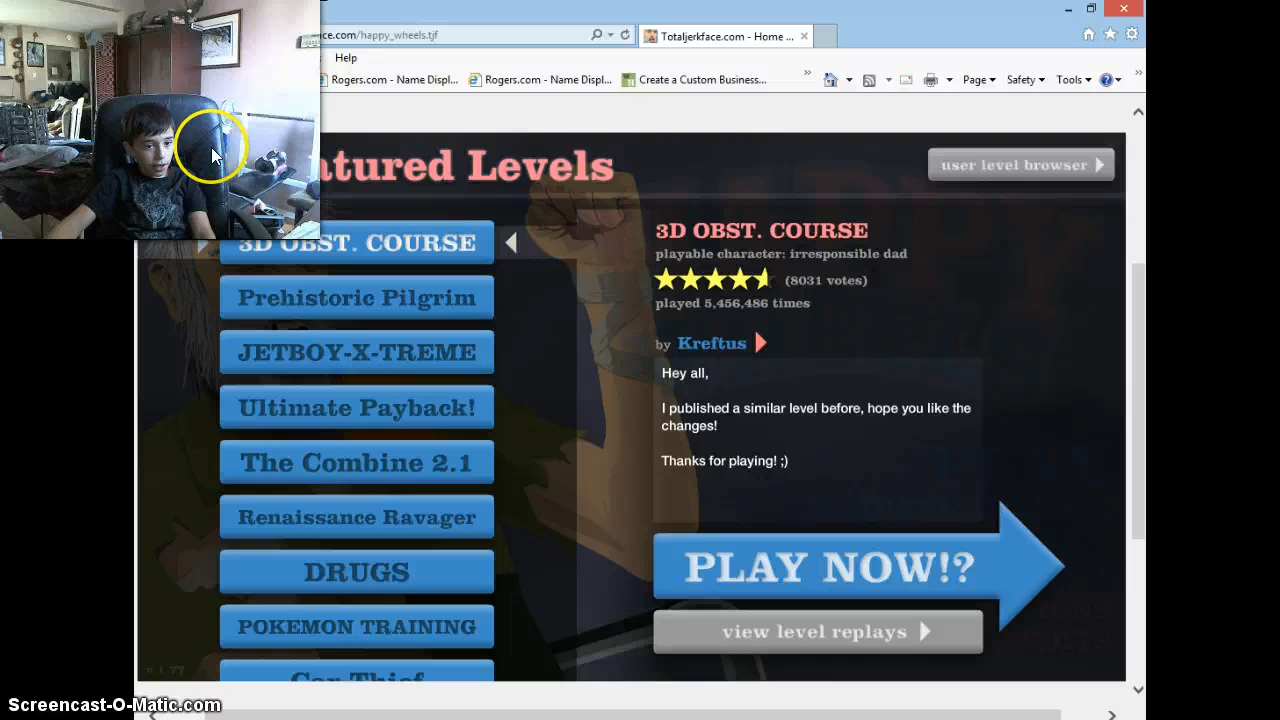 ce.com/happy_wheels.tjf
Totaljerkface.com - Home ...
Help
Rogers.com - Name Displ...
Rogers.com - Name Displ...
Create a Custom Business...
Page
Safety
Tools
atured Levels
user level browser
3D OBST. COURSE
Prehistoric Pilgrim
JETBOY-X-TREME
Ultimate Payback!
The Combine 2.1
Renaissance Ravager
DRUGS
POKEMON TRAINING
Car Thief
3D OBST. COURSE
playable character: irresponsible dad
(8031 votes)
played 5,456,486 times
by Kreftus
Hey all,
I published a similar level before, hope you like the
changes!
Thanks for playing! ;)
PLAY NOW!?
view level replays
v 1.77
Screencast-O-Matic.com